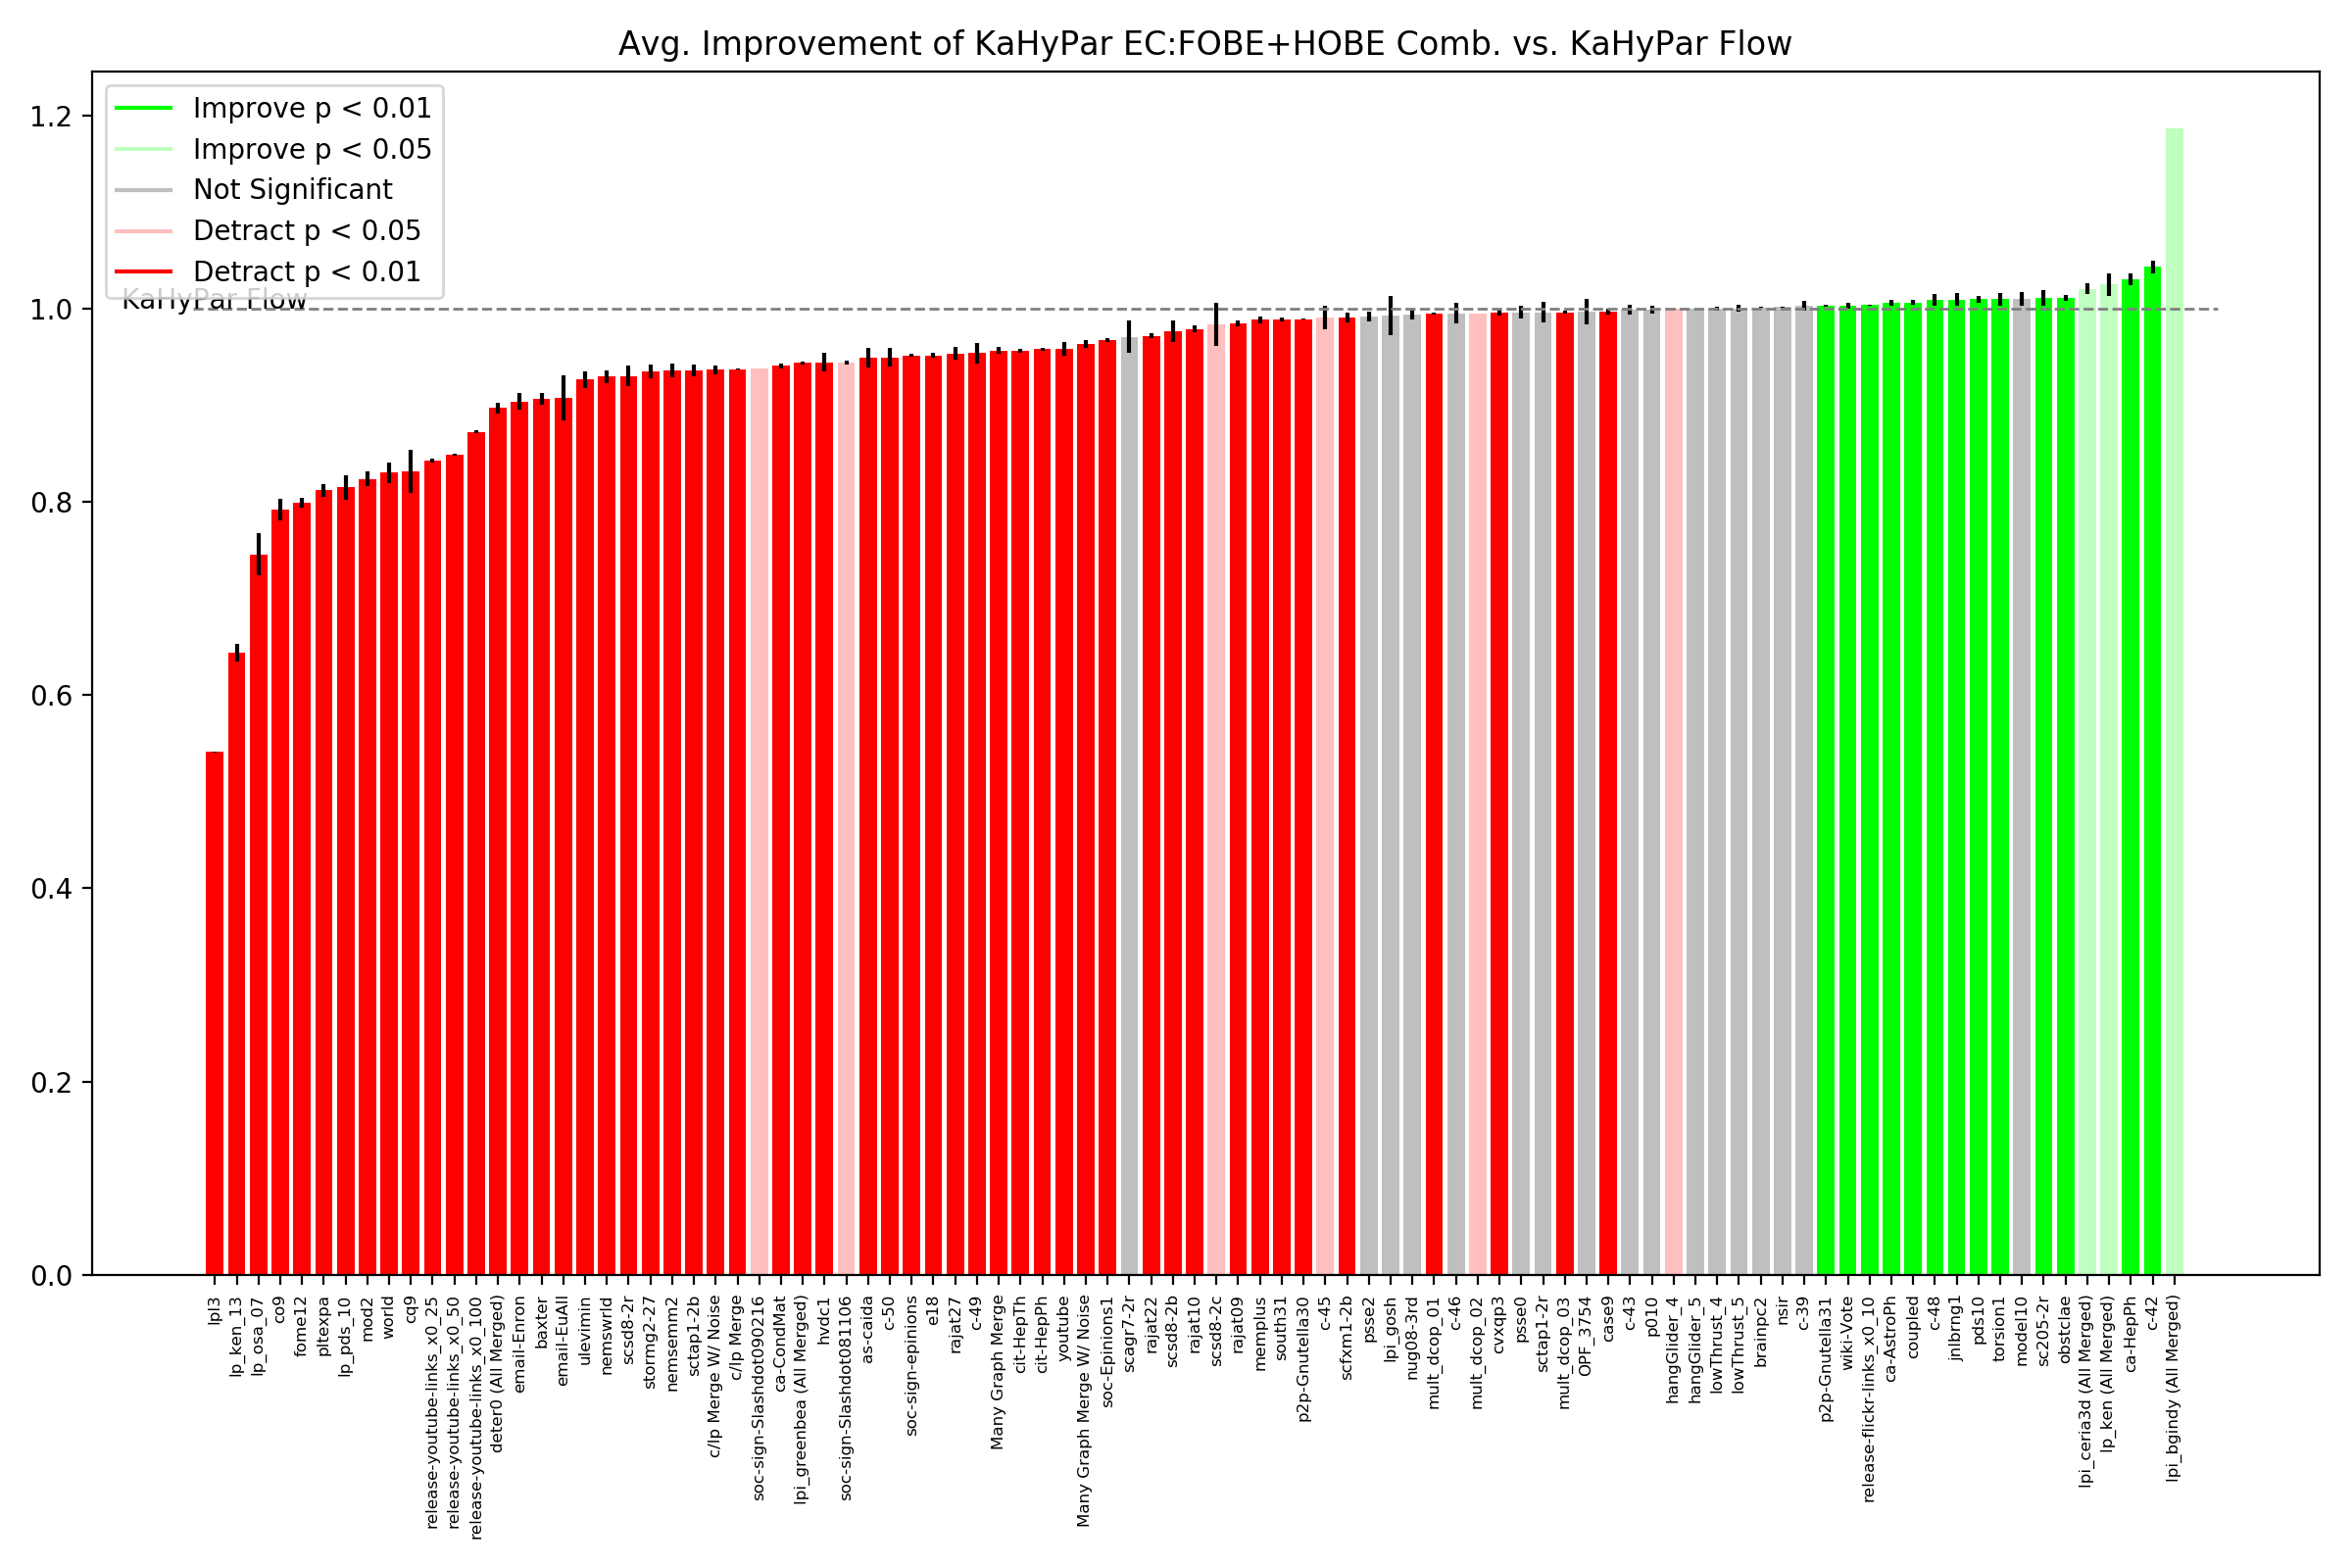 Avg. Improvement of KaHyPar EC:FOBE+HOBE Comb. vs. KaHyPar Flow
Improve p < 0.01
Improve p < 0.05
Not Significant
Detract p < 0.05
Detract p < 0.01
KaHyPar Flow
1.2
1.0
0.8
0.6
0.4
0.2
0.0
lpl3
lp_ken_13
lp_osa_07
co9
fome12
pltexpa
lp_pds_10
mod2
world
cq9
release-youtube-links_x0_25
release-youtube-links_x0_50
release-youtube-links_x0_100
deter0 (All Merged)
email-Enron
baxter
email-EuAll
ulevimin
nemswrld
scsd8-2r
stormg2-27
nemsemm2
sctap1-2b
c/lp Merge W/ Noise
c/lp Merge
soc-sign-Slashdot090216
ca-CondMat
lpi_greenbea (All Merged)
hvdc1
soc-sign-Slashdot081106
as-caida
c-50
soc-sign-epinions
e18
rajat27
c-49
Many Graph Merge
cit-HepTh
cit-HepPh
youtube
Many Graph Merge W/ Noise
soc-Epinions1
scagr7-2r
rajat22
scsd8-2b
rajat10
scsd8-2c
rajat09
memplus
south31
p2p-Gnutella30
c-45
scfxm1-2b
psse2
lpi_gosh
nug08-3rd
mult_dcop_01
c-46
mult_dcop_02
cvxqp3
psse0
sctap1-2r
mult_dcop_03
OPF_3754
case9
c-43
p010
hangGlider_4
hangGlider_5
lowThrust_4
lowThrust_5
brainpc2
nsir
c-39
p2p-Gnutella31
wiki-Vote
release-flickr-links_x0_10
ca-AstroPh
coupled
c-48
jnlbrng1
pds10
torsion1
model10
sc205-2r
obstclae
lpi_ceria3d (All Merged)
lp_ken (All Merged)
ca-HepPh
c-42
lpi_bgindy (All Merged)